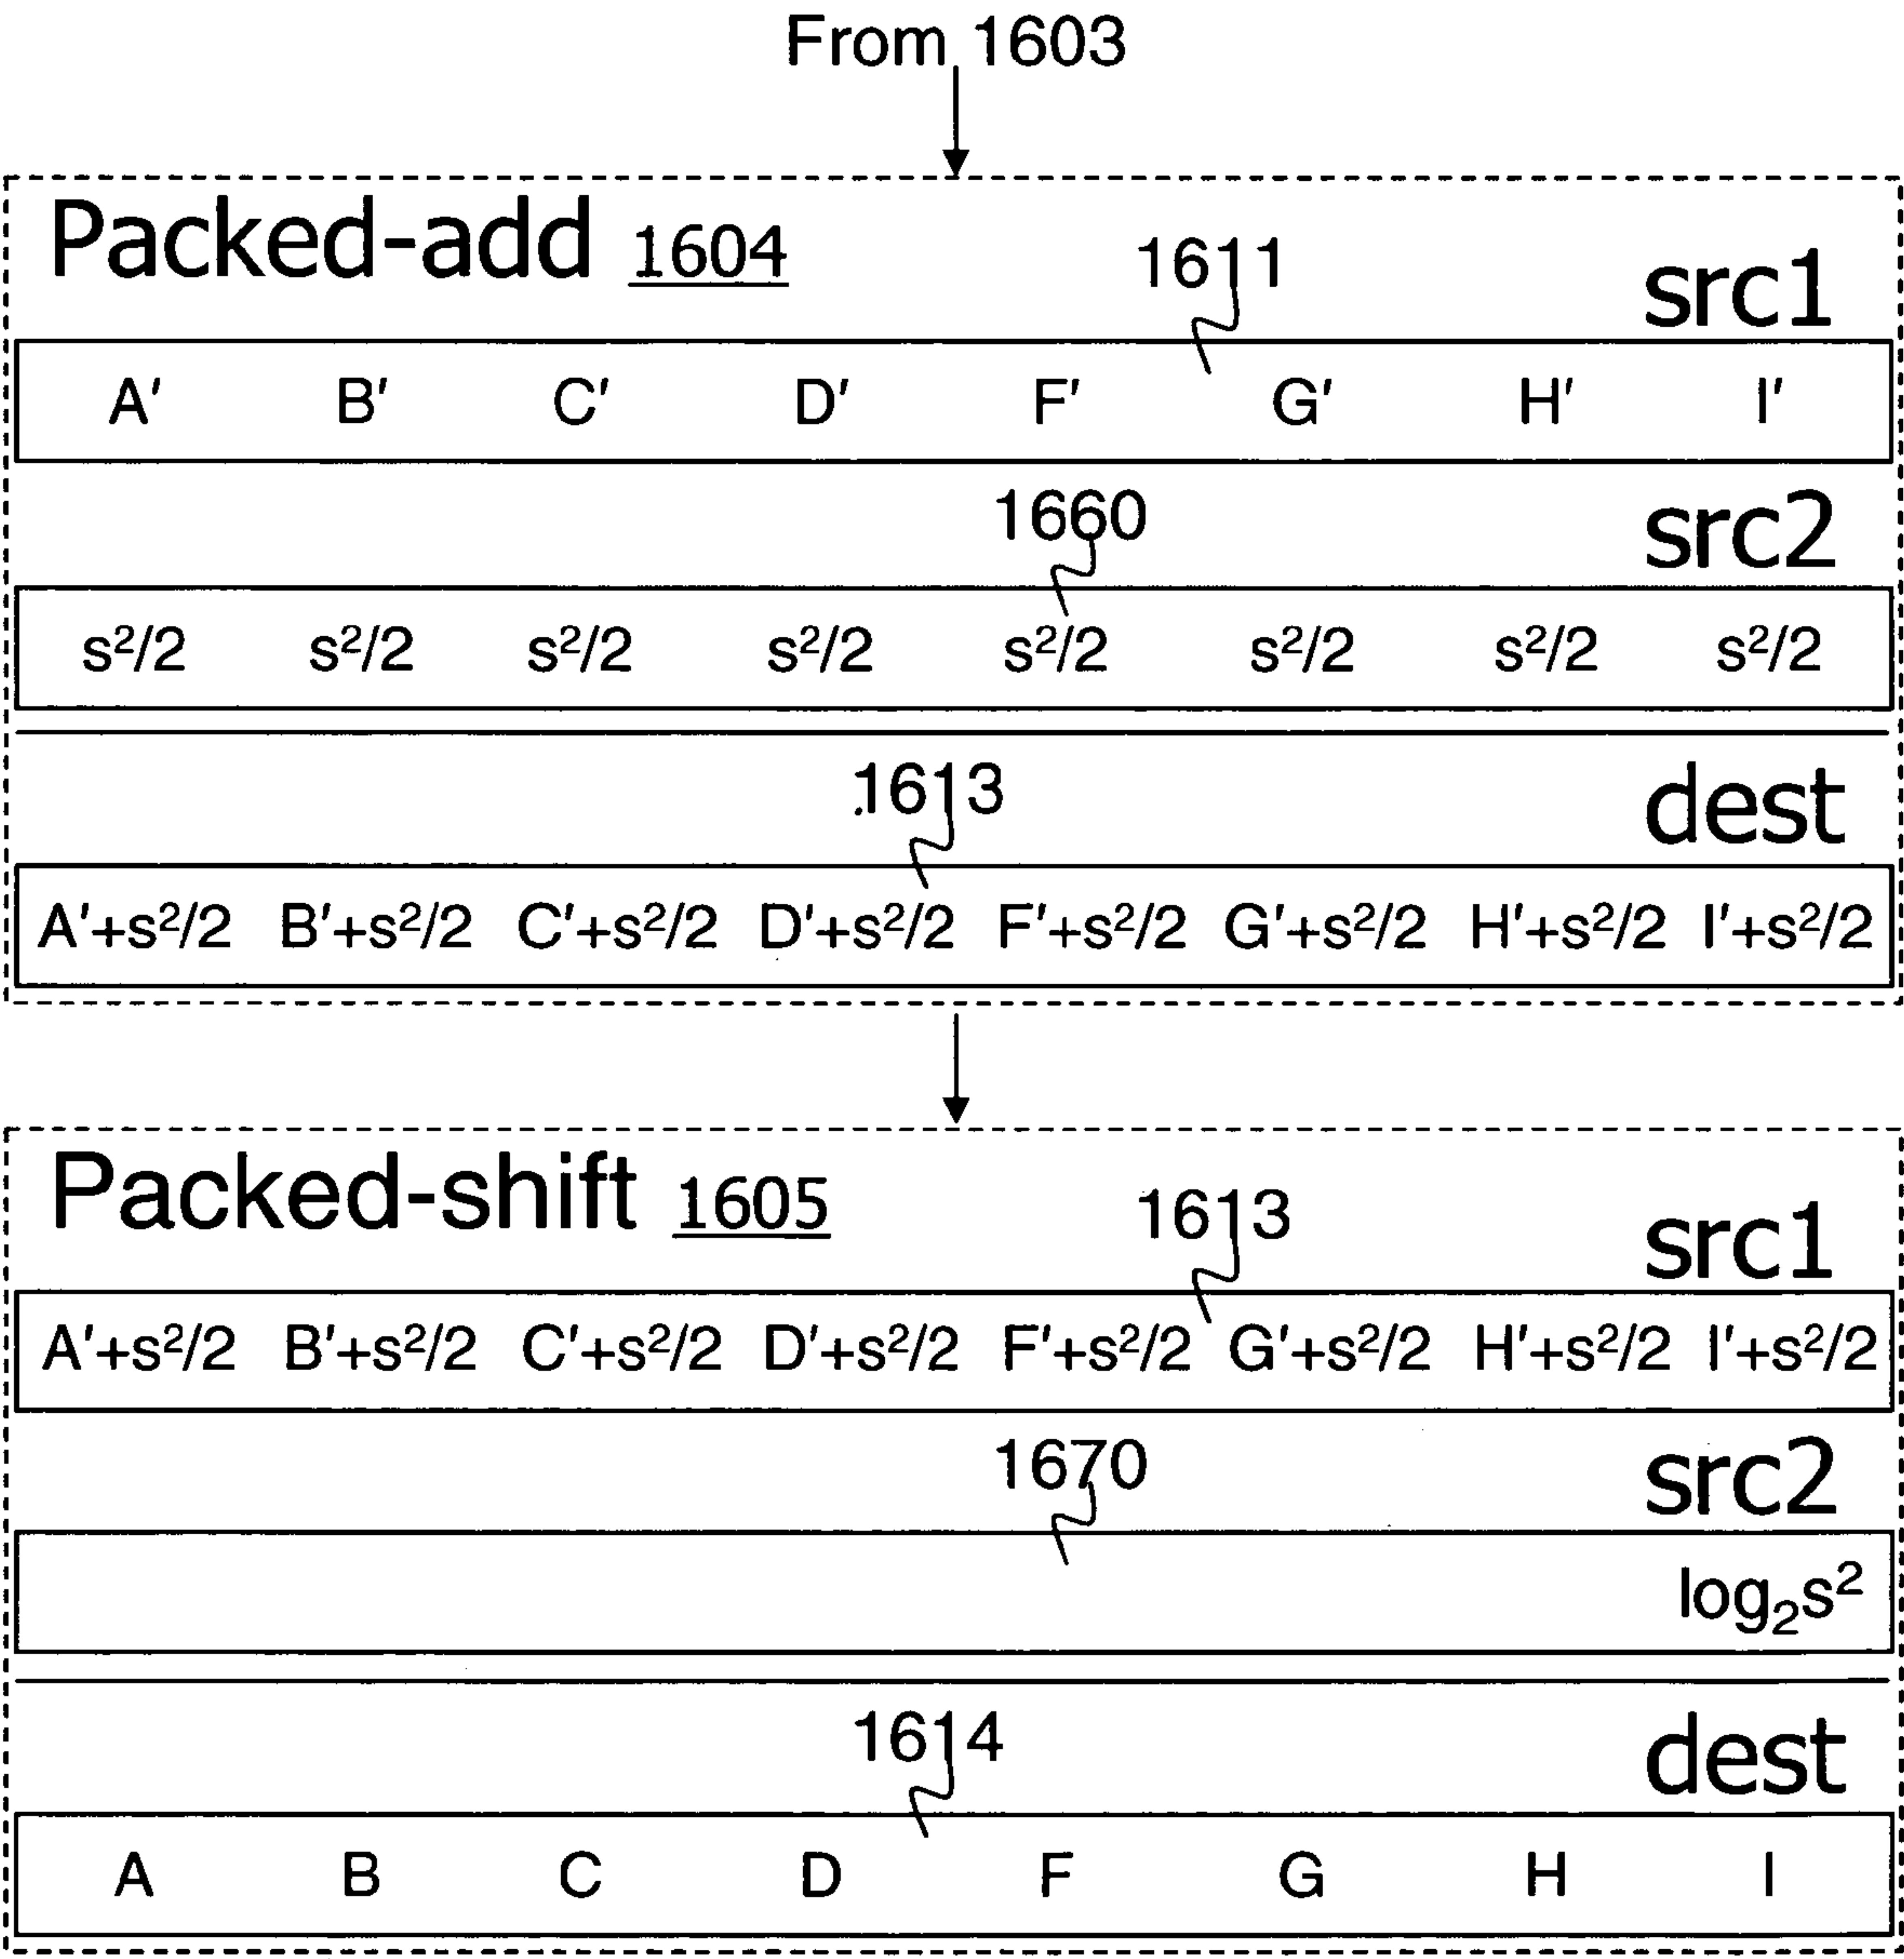 From 1603
Packed-add 1604
1611
src1
A' B' C' D' F' G' H' I'
1660
src2
s²/2 s²/2 s²/2 s²/2 s²/2 s²/2 s²/2 s²/2
1613
dest
A'+s²/2 B'+s²/2 C'+s²/2 D'+s²/2 F'+s²/2 G'+s²/2 H'+s²/2 I'+s²/2
Packed-shift 1605
1613
src1
A'+s²/2 B'+s²/2 C'+s²/2 D'+s²/2 F'+s²/2 G'+s²/2 H'+s²/2 I'+s²/2
1670
src2
log₂s²
1614
dest
A B C D F G H I